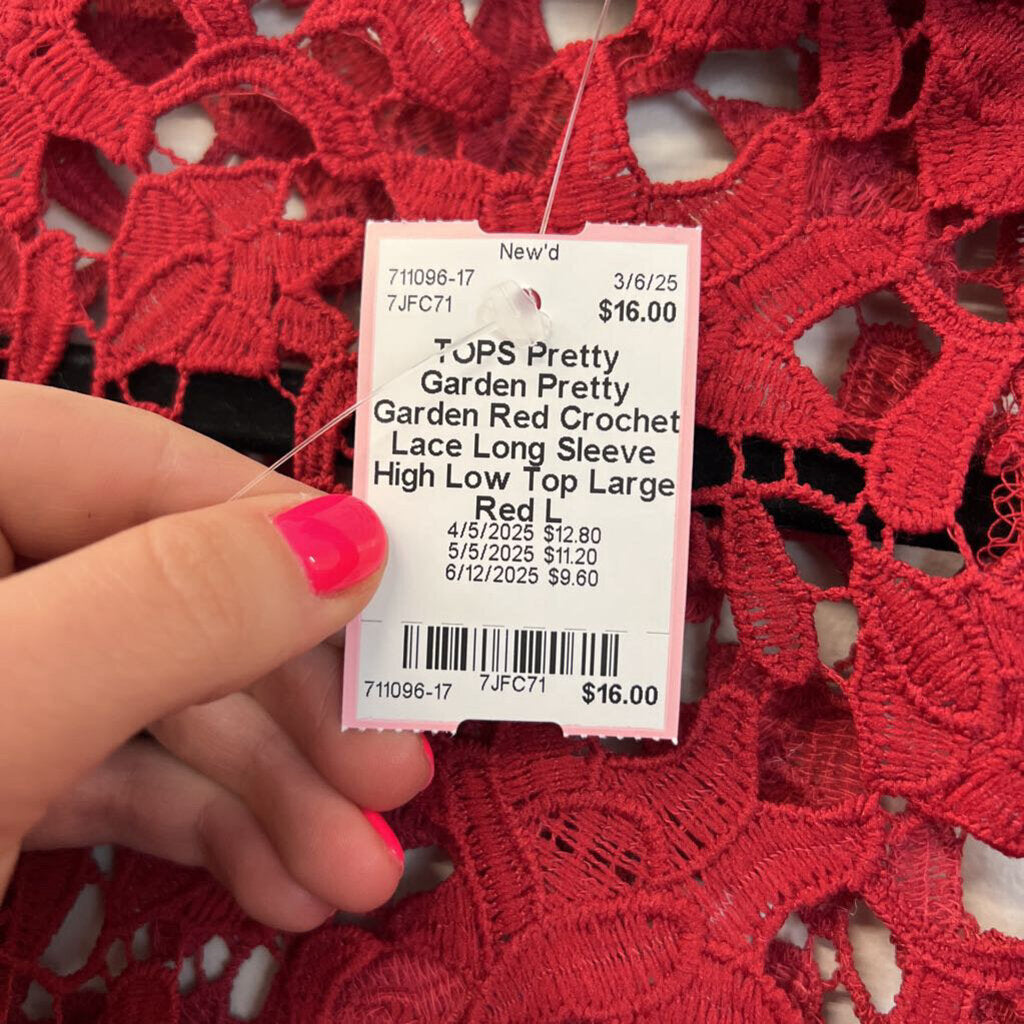 New'd
711096-17 3/6/25
7JFC71 $16.00
TOPS Pretty
Garden Pretty
Garden Red Crochet
Lace Long Sleeve
High Low Top Large
Red L
4/5/2025 $12.80
5/5/2025 $11.20
6/12/2025 $9.60
711096-17 7JFC71 $16.00